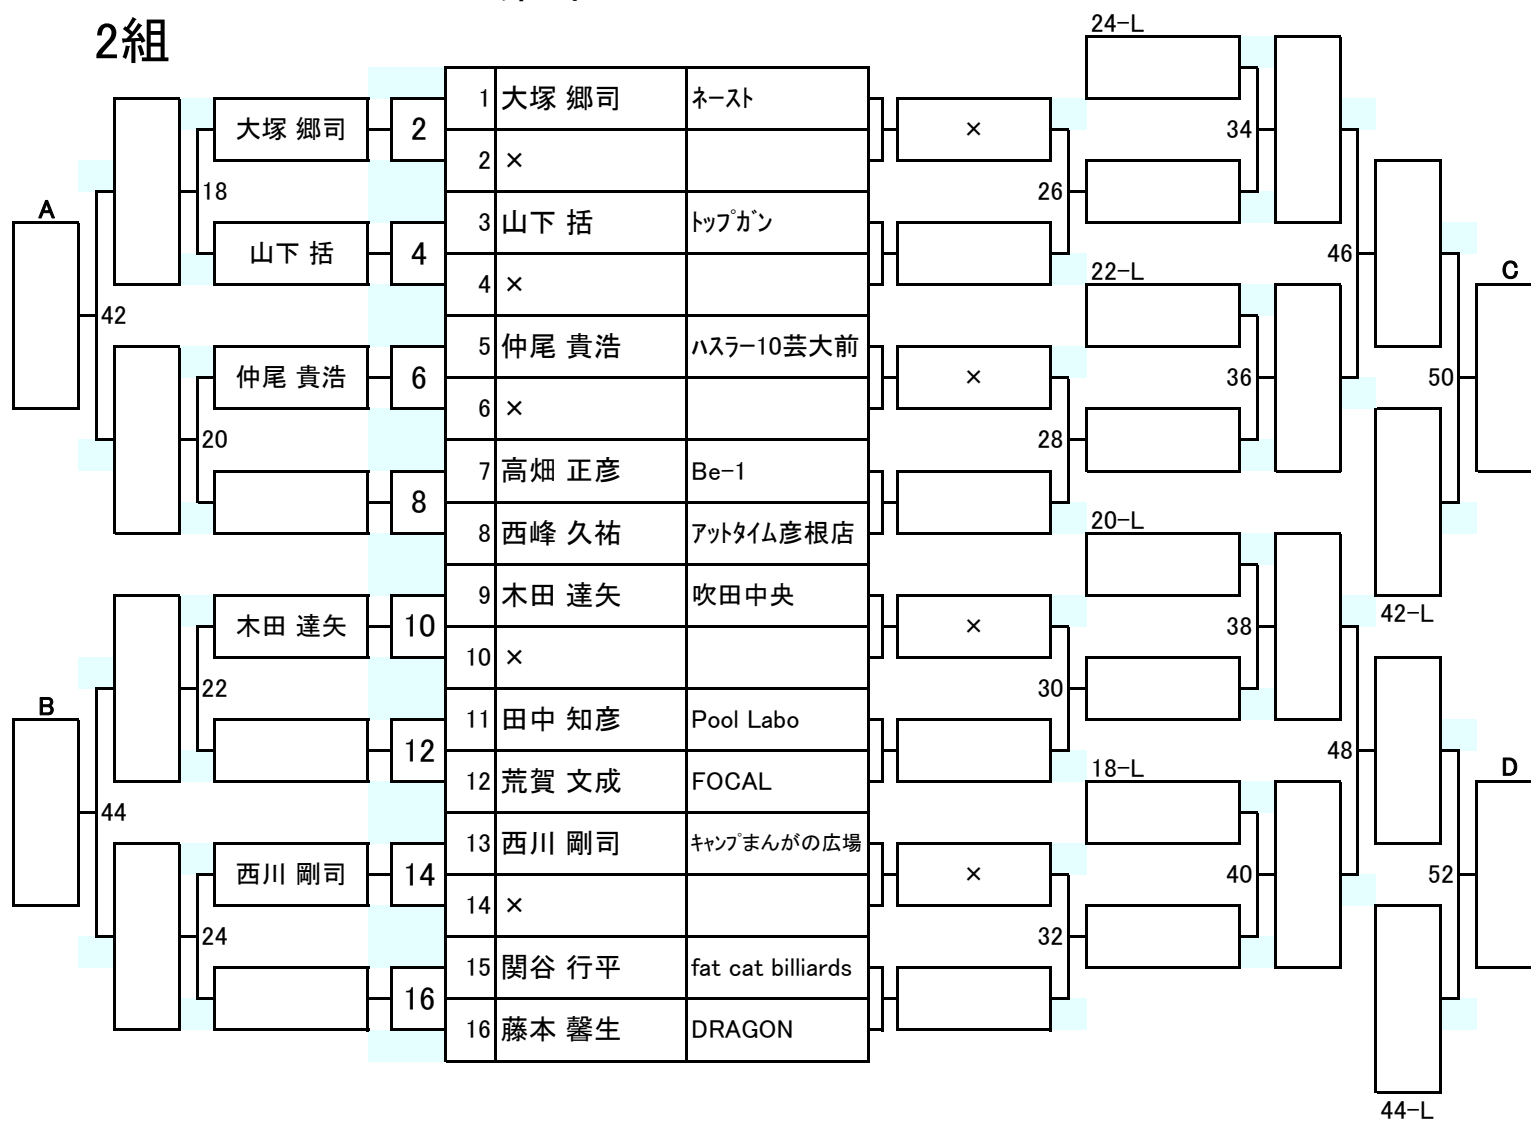 2組
24-L
1 大塚 郷司 ネースト
大塚 郷司 2 ×
34
2 ×
18 26
A
3 山下 括 トップガン
山下 括 4
46
4 ×
22-L
C
42
5 仲尾 貴浩 ハスラー10芸大前
仲尾 貴浩 6 ×
36 50
6 ×
20 28
7 高畑 正彦 Be-1
8
20-L
8 西峰 久祐 アットタイム彦根店
9 木田 達矢 吹田中央
42-L
木田 達矢 10 ×
38
10 ×
22 30
B
11 田中 知彦 Pool Labo
12
48
18-L
D
12 荒賀 文成 FOCAL
44
13 西川 剛司 キャンプまんがの広場
西川 剛司 14 ×
40 52
14 ×
24 32
15 関谷 行平 fat cat billiards
16
16 藤本 馨生 DRAGON
44-L